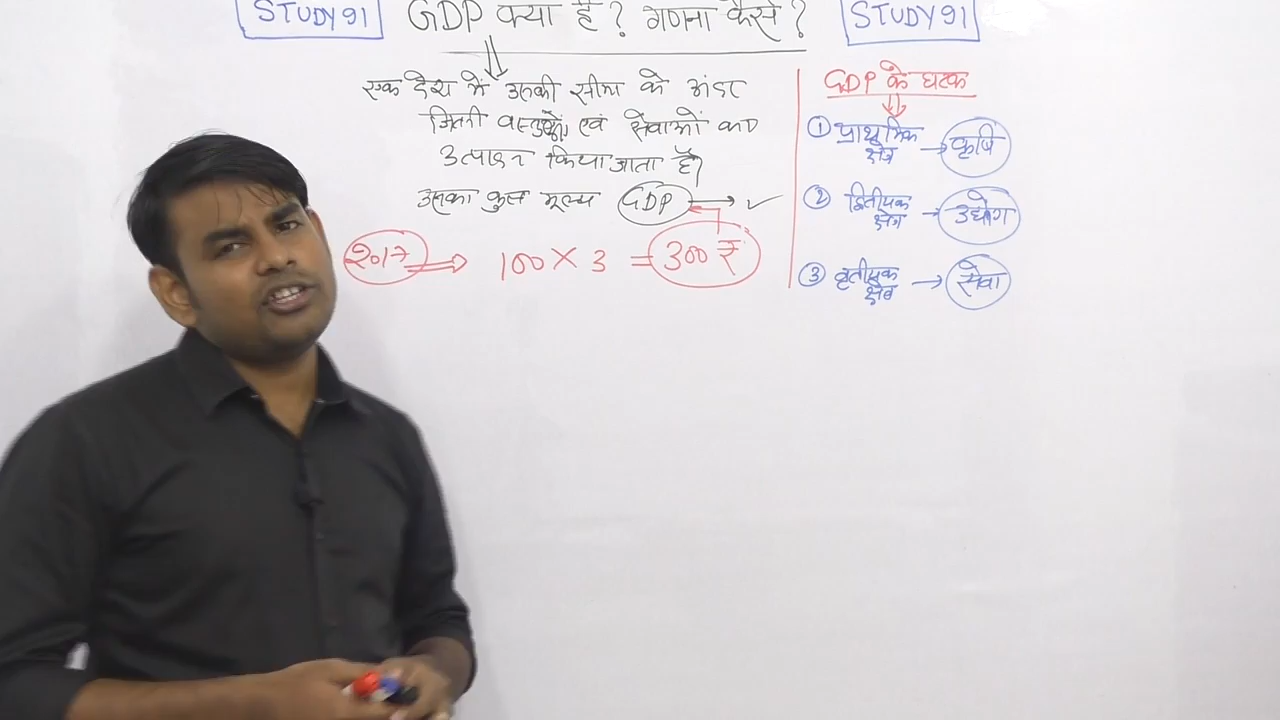 STUDY91
GDP क्या है? गणना कैसे?
STUDY91
एक देश में उसकी सीमा के अंदर
जितनी वस्तुओं एवं सेवाओं का
उत्पादन किया जाता है।
उसका कुल मूल्य GDP → ✓
2017 ⇒ 100 × 3 = 300 ₹
GDP के घटक
① प्राथमिक क्षेत्र → कृषि
② द्वितीयक क्षेत्र → उद्योग
③ तृतीयक क्षेत्र → सेवा